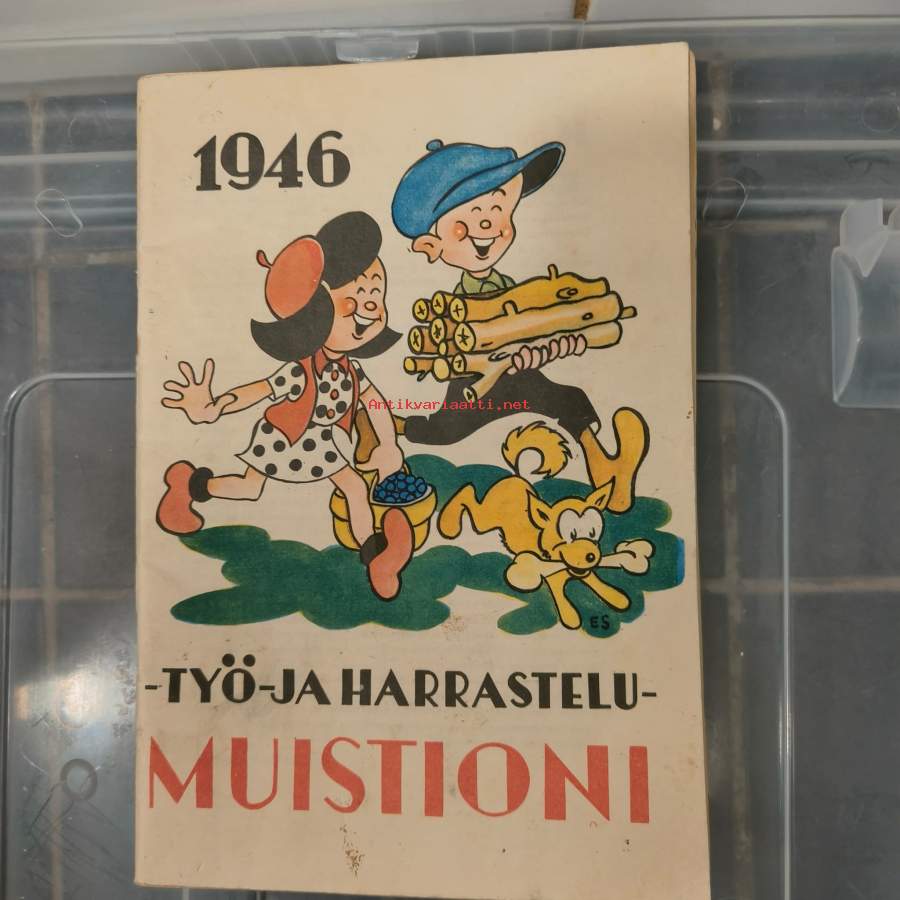 1946
Antikvariaatti.net
ES
-TYÖ-JA HARRASTELU-
MUISTIONI